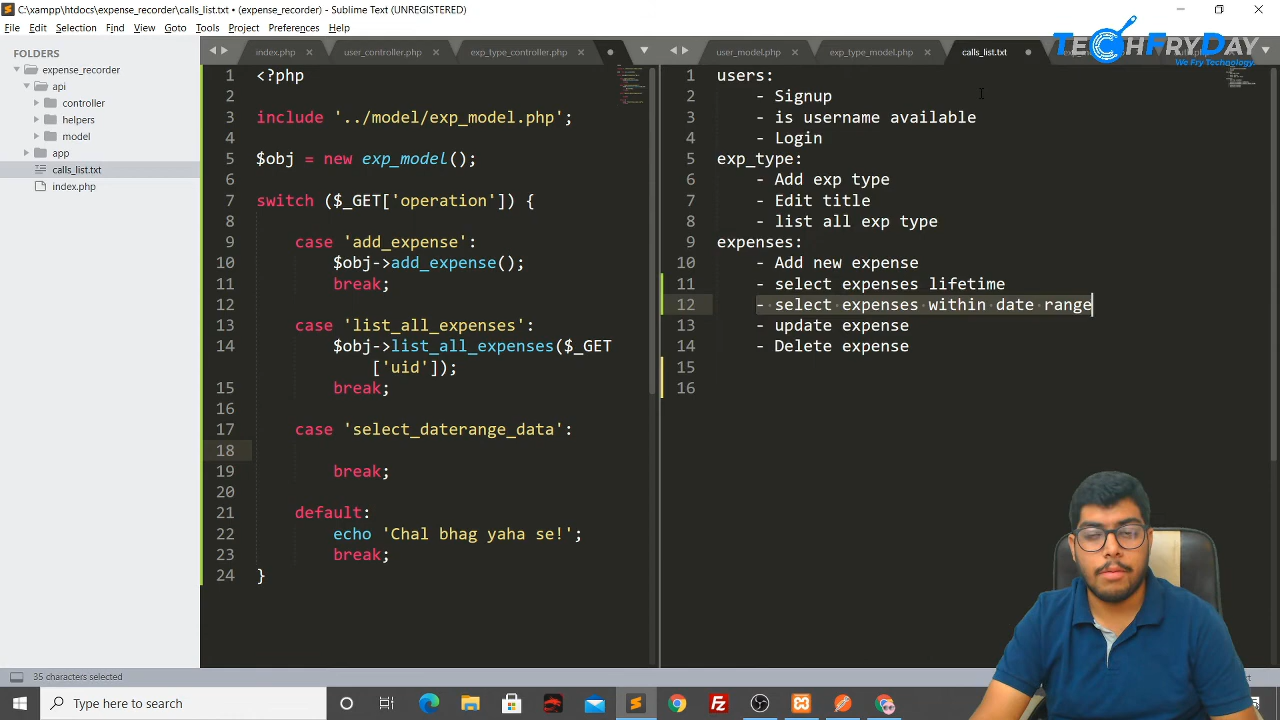 C:\xampp\htdocs\expense_recorder\calls_list.txt • (expense_recorder) - Sublime Text (UNREGISTERED)
File Edit Selection Find View Goto Tools Project Preferences Help
FOLDERS
expense_recorder
api
controller
helpers
model
app
calls_list.txt
index.php
index.php user_controller.php exp_type_controller.php
1 <?php
2
3 include '../model/exp_model.php';
4
5 $obj = new exp_model();
6
7 switch ($_GET['operation']) {
8
9 case 'add_expense':
10 $obj->add_expense();
11 break;
12
13 case 'list_all_expenses':
14 $obj->list_all_expenses($_GET
['uid']);
15 break;
16
17 case 'select_daterange_data':
18
19 break;
20
21 default:
22 echo 'Chal bhag yaha se!';
23 break;
24 }
user_model.php exp_type_model.php calls_list.txt
TECHFRYDAY
We Fry Technology.
1 users:
2 - Signup
3 - is username available
4 - Login
5 exp_type:
6 - Add exp type
7 - Edit title
8 - list all exp type
9 expenses:
10 - Add new expense
11 - select expenses lifetime
12 - select expenses within date range
13 - update expense
14 - Delete expense
15
16
35 characters selected
Type here to search